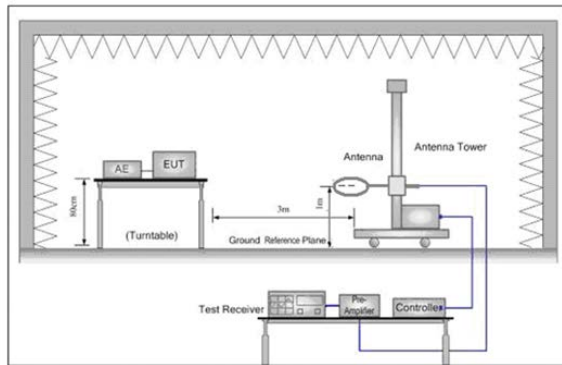 AE
EUT
80cm
(Turntable)
3m
1m
Antenna
Antenna Tower
Ground Reference Plane
Test Receiver
Pre-
Amplifier
Controller